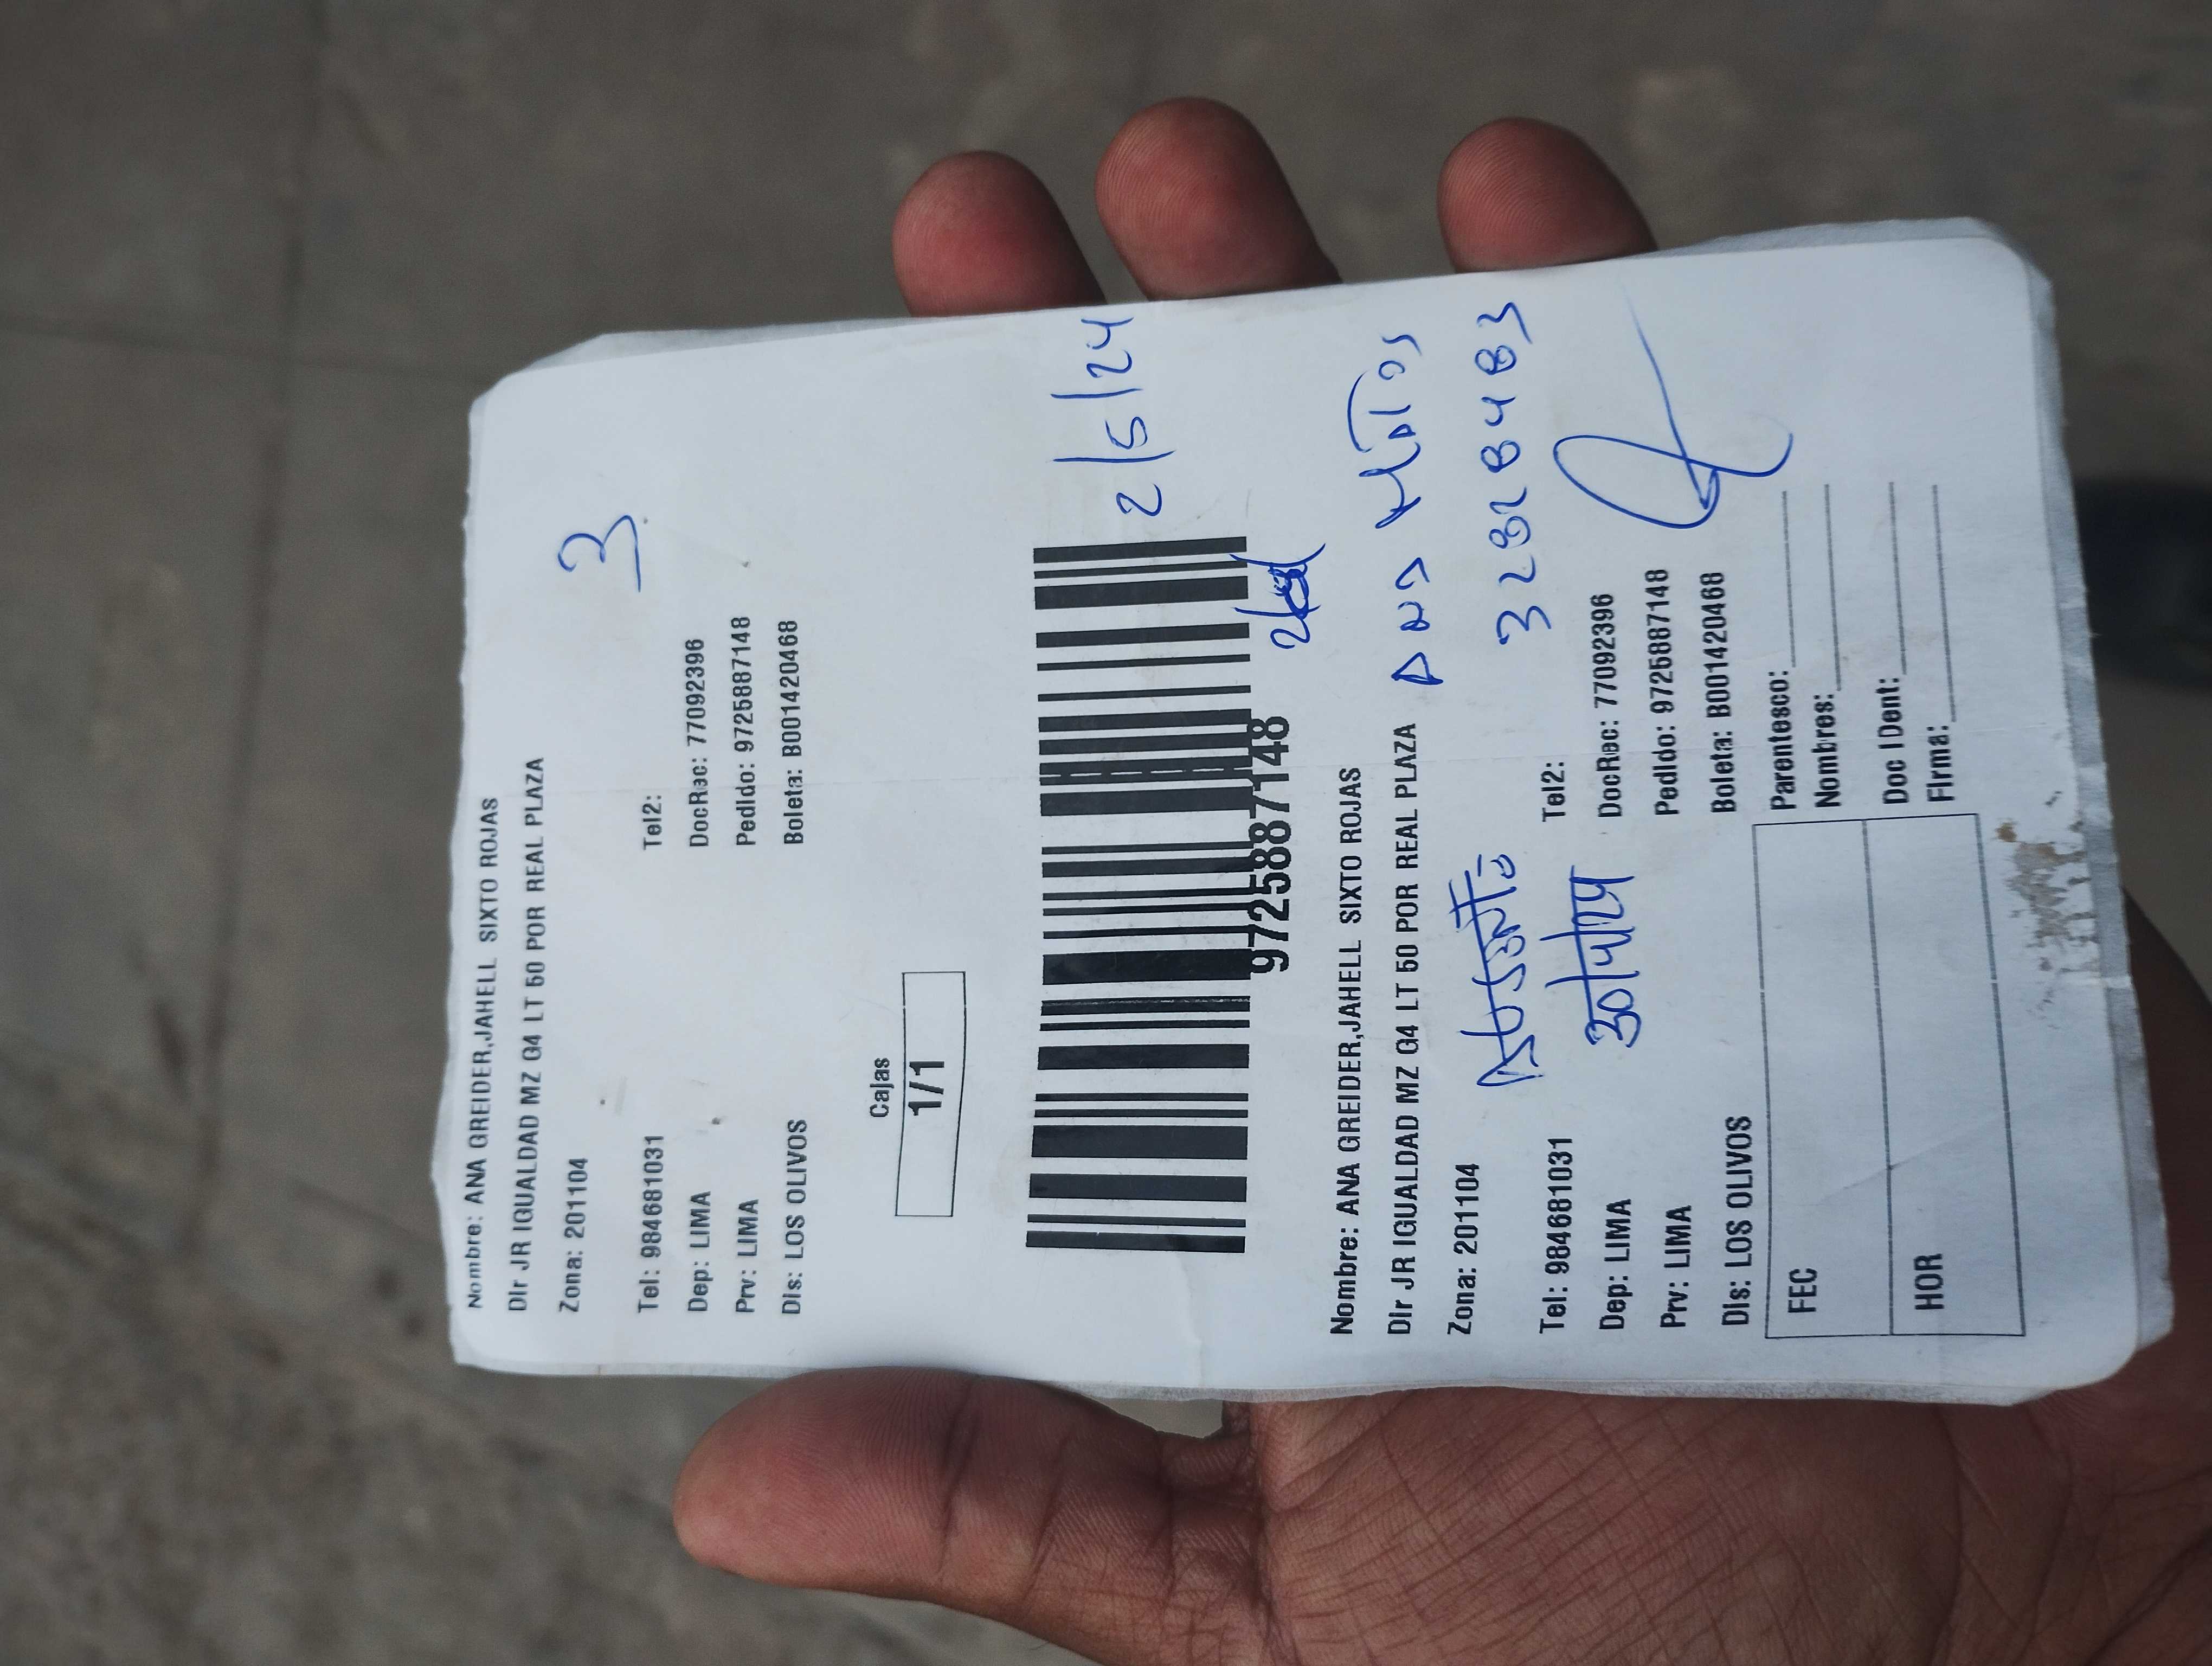 Nombre: ANA GREIDER,JAHELL SIXTO ROJAS
Dir JR IGUALDAD MZ G4 LT 50 POR REAL PLAZA
Zona: 201104
3
Tel: 984681031 Tel2:
Dep: LIMA DocRec: 77092396
Prv: LIMA Pedido: 9725887148
Dis: LOS OLIVOS Boleta: B001420468
Cajas
1/1
2/5/24
9725887148
Nombre: ANA GREIDER,JAHELL SIXTO ROJAS
Dir JR IGUALDAD MZ G4 LT 50 POR REAL PLAZA
Zona: 201104
Tel: 984681031 Tel2:
30/4/24
Dep: LIMA DocRec: 77092396
Prv: LIMA Pedido: 9725887148
Dis: LOS OLIVOS Boleta: B001420468
FEC Parentesco:
Nombres:
HOR Doc IDent:
Firma: